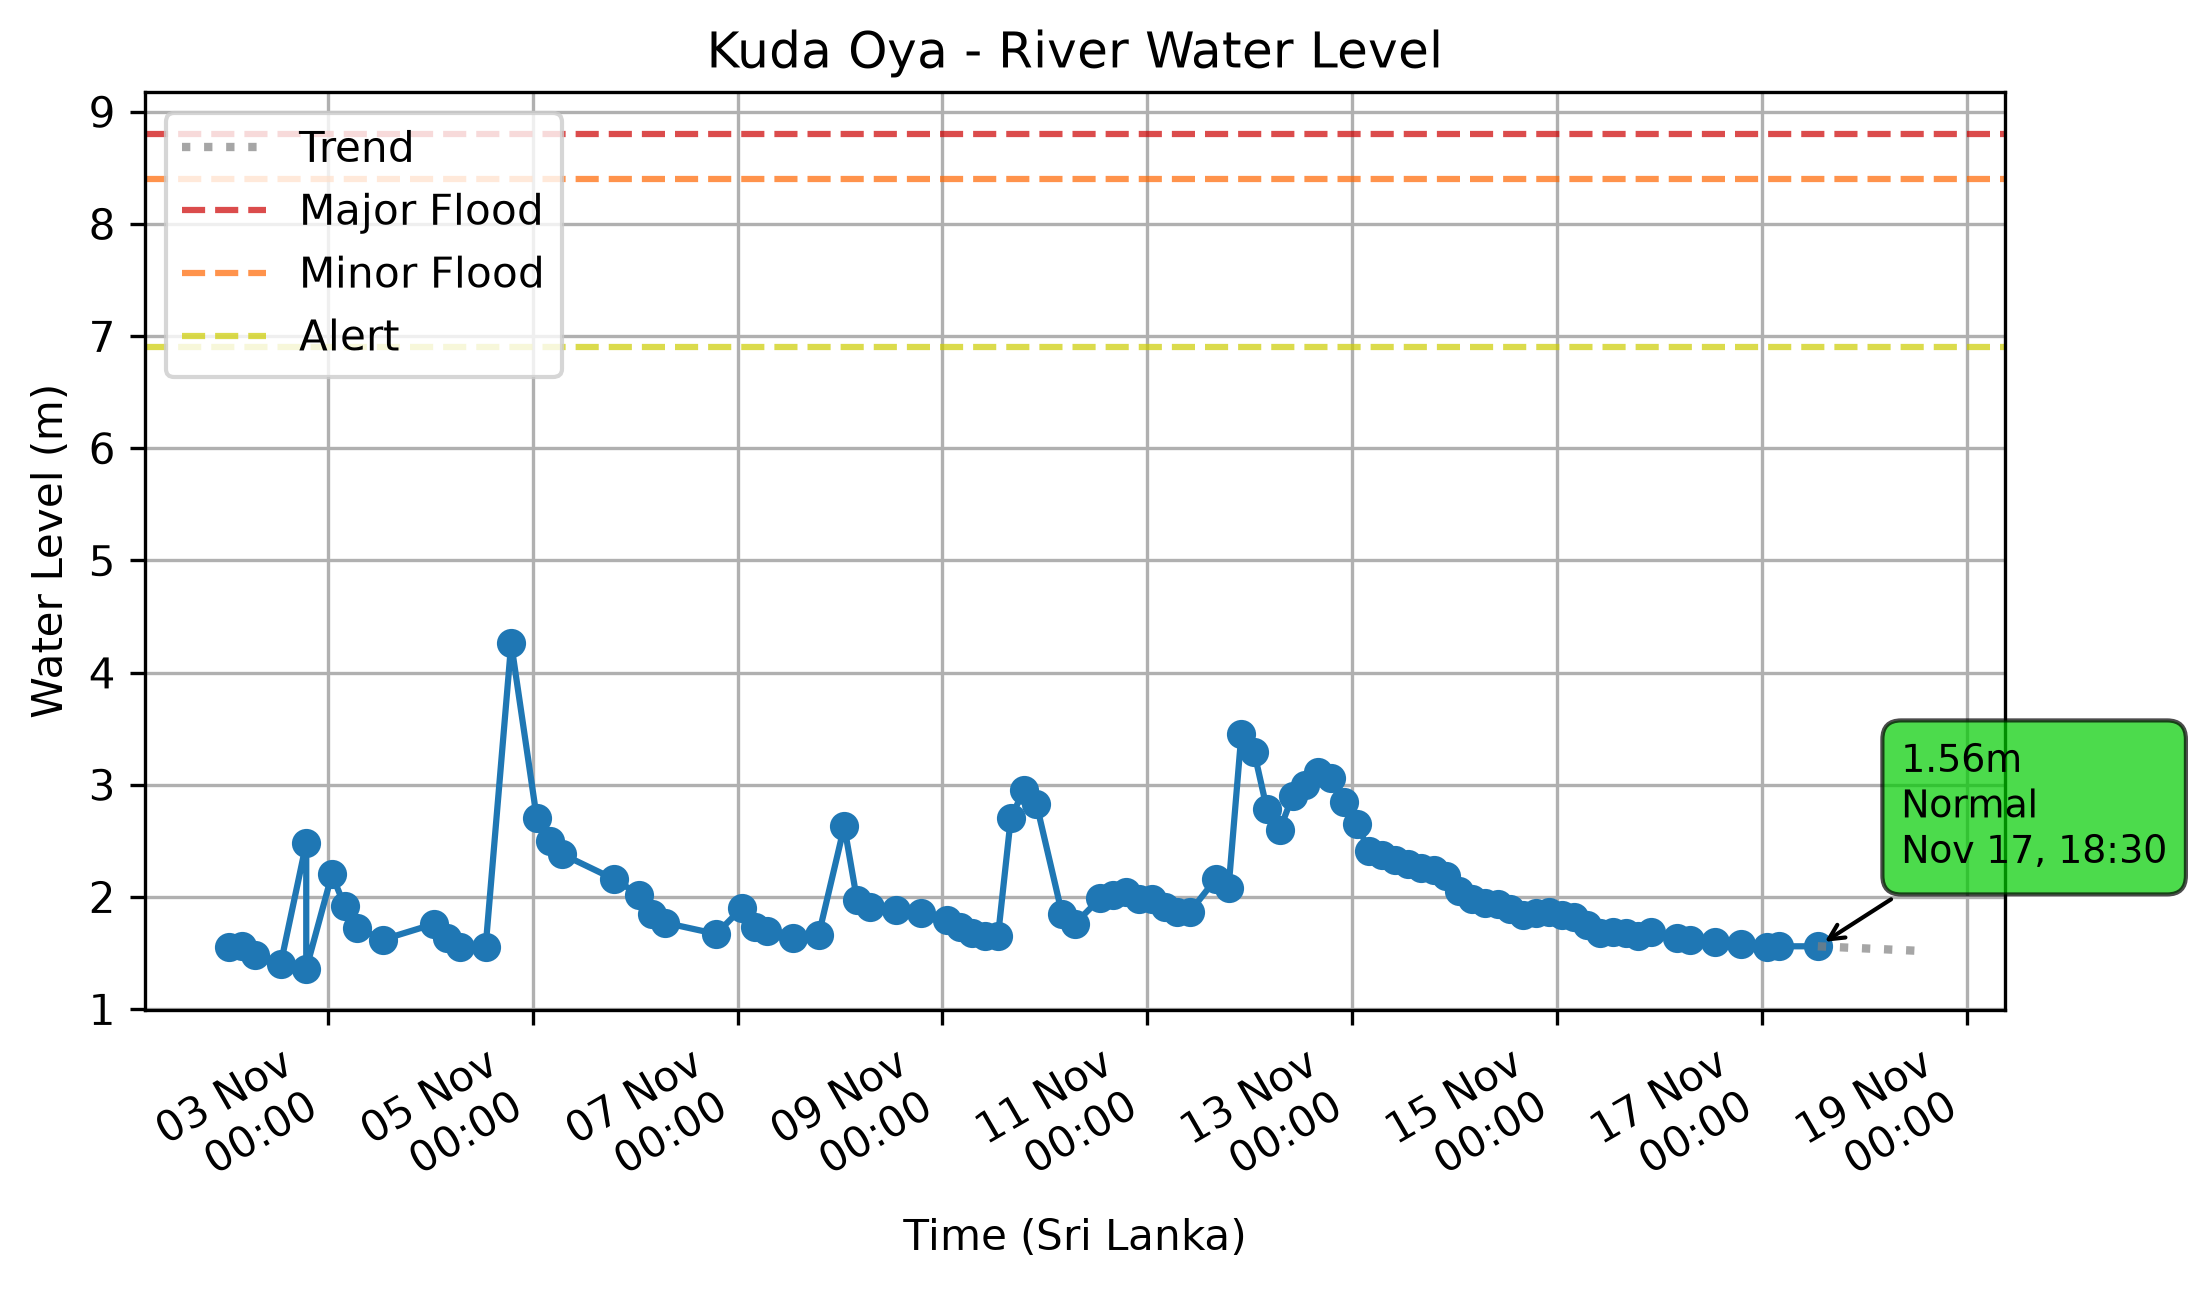 Kuda Oya - River Water Level
9
8
7
6
5
4
3
2
1
Water Level (m)
Trend
Major Flood
Minor Flood
Alert
1.56m
Normal
Nov 17, 18:30
03 Nov
00:00
05 Nov
00:00
07 Nov
00:00
09 Nov
00:00
11 Nov
00:00
13 Nov
00:00
15 Nov
00:00
17 Nov
00:00
19 Nov
00:00
Time (Sri Lanka)